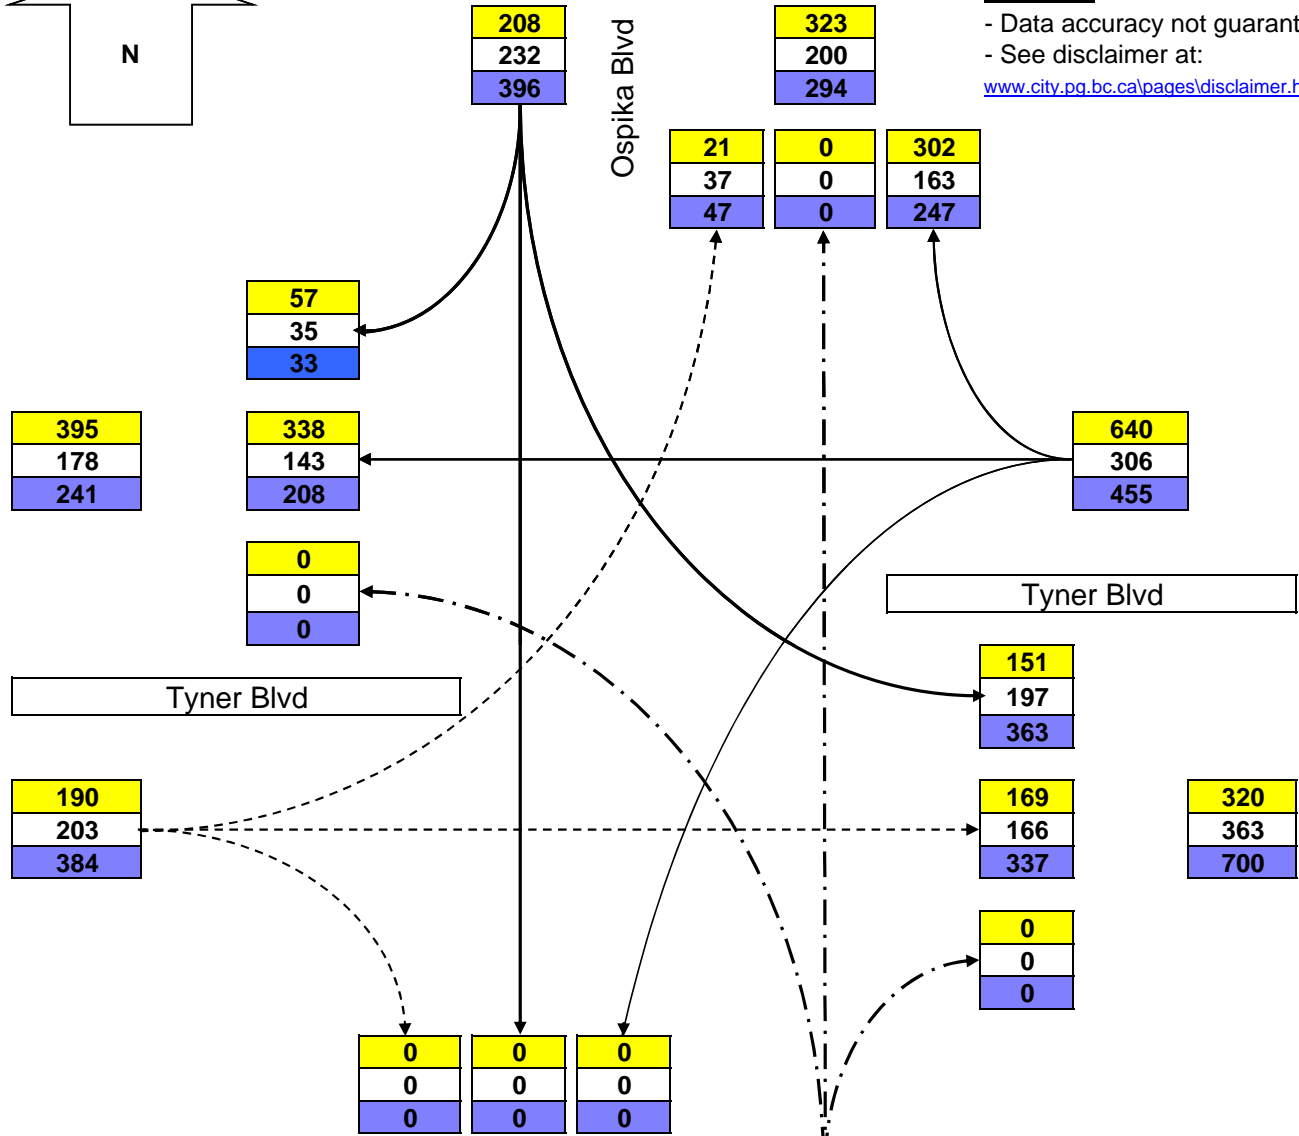 N
208
232
396
Ospika Blvd
323
200
294
- Data accuracy not guarant
- See disclaimer at:
www.city.pg.bc.ca\pages\disclaimer.h
21 0 302
37 0 163
47 0 247
57
35
33
395
178
241
338
143
208
640
306
455
0
0
0
Tyner Blvd
151
197
363
Tyner Blvd
190
203
384
169
166
337
320
363
700
0
0
0
0 0 0
0 0 0
0 0 0